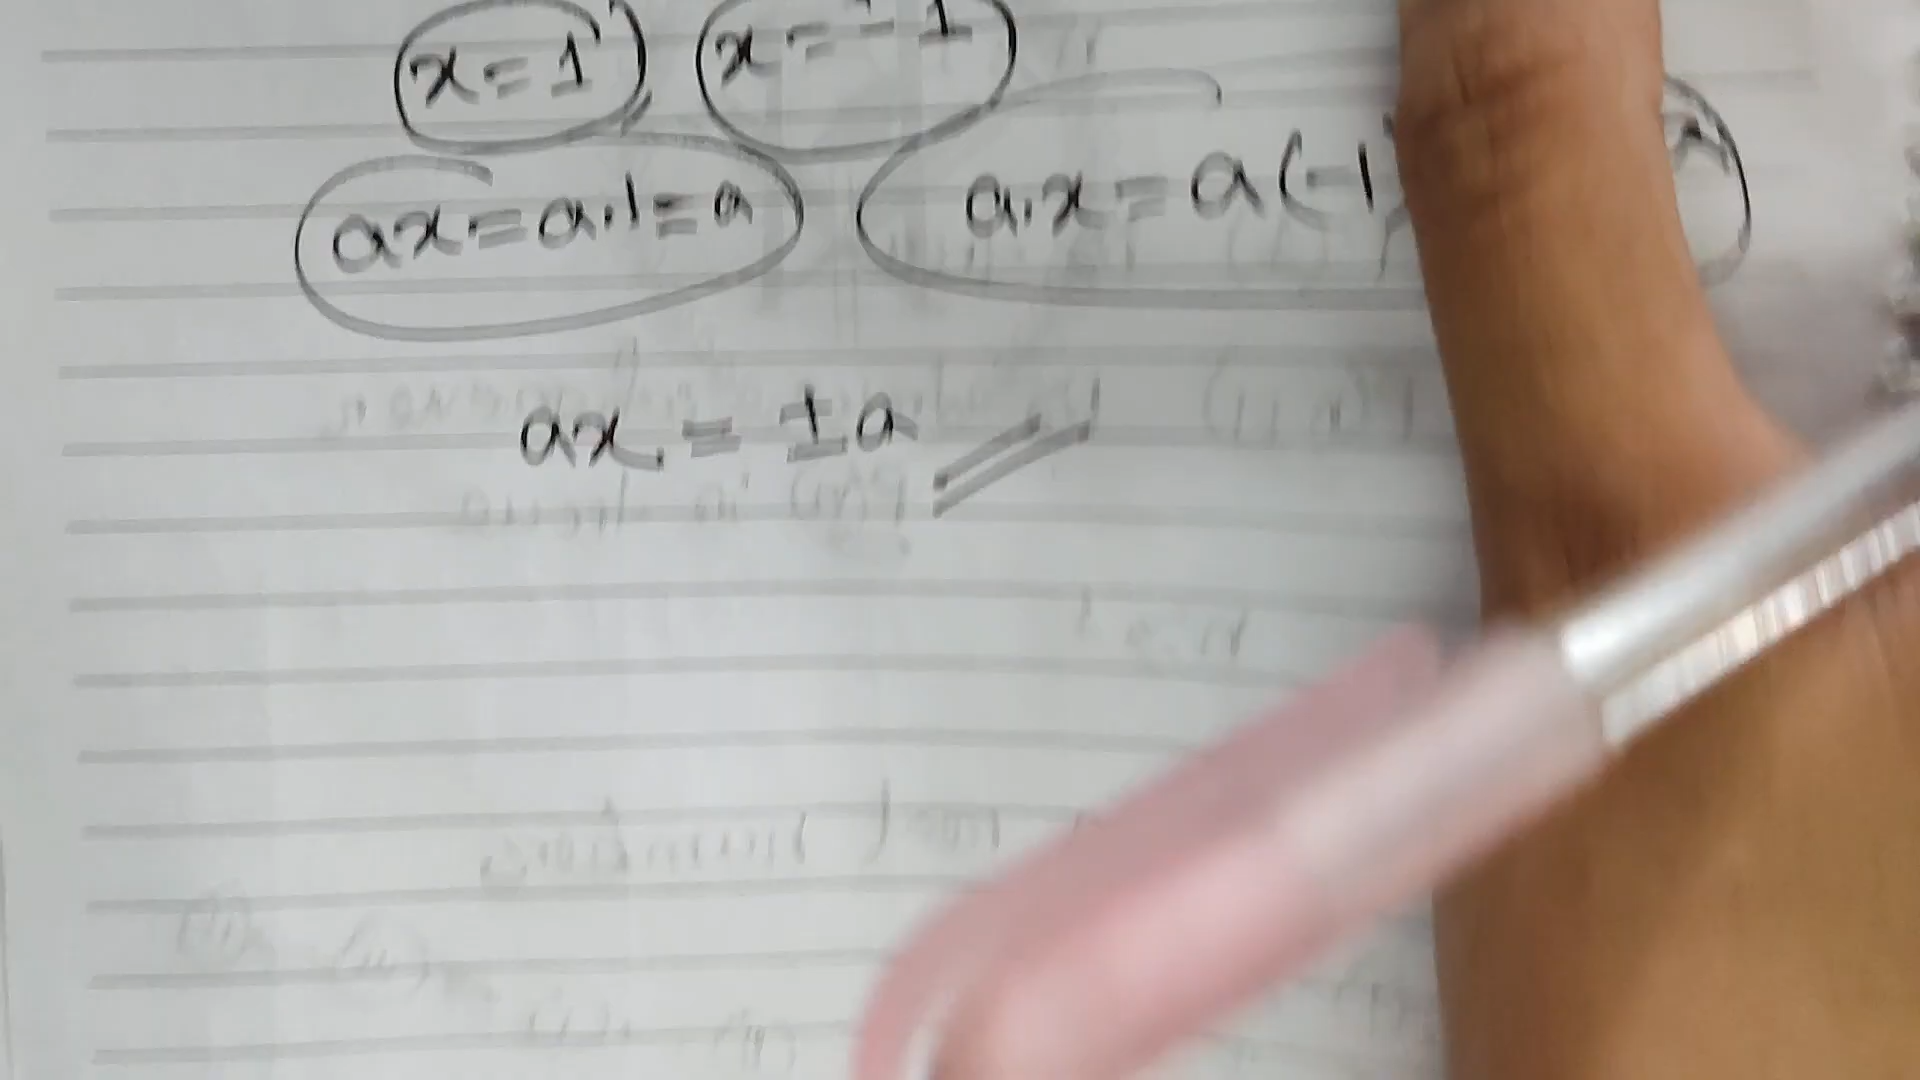 x = 1 x = -1
ax = a.1 = a a.x = a(-1)
ax = ±a